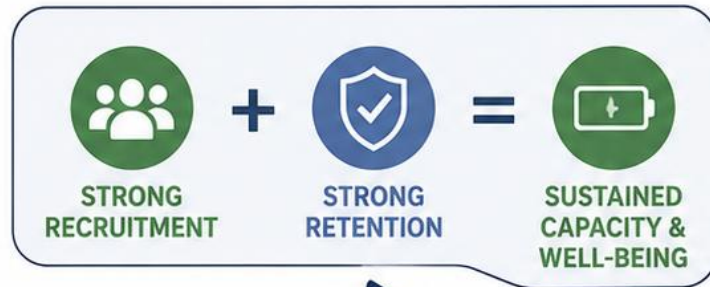 STRONG
RECRUITMENT
+
STRONG
RETENTION
=
SUSTAINED
CAPACITY &
WELL-BEING